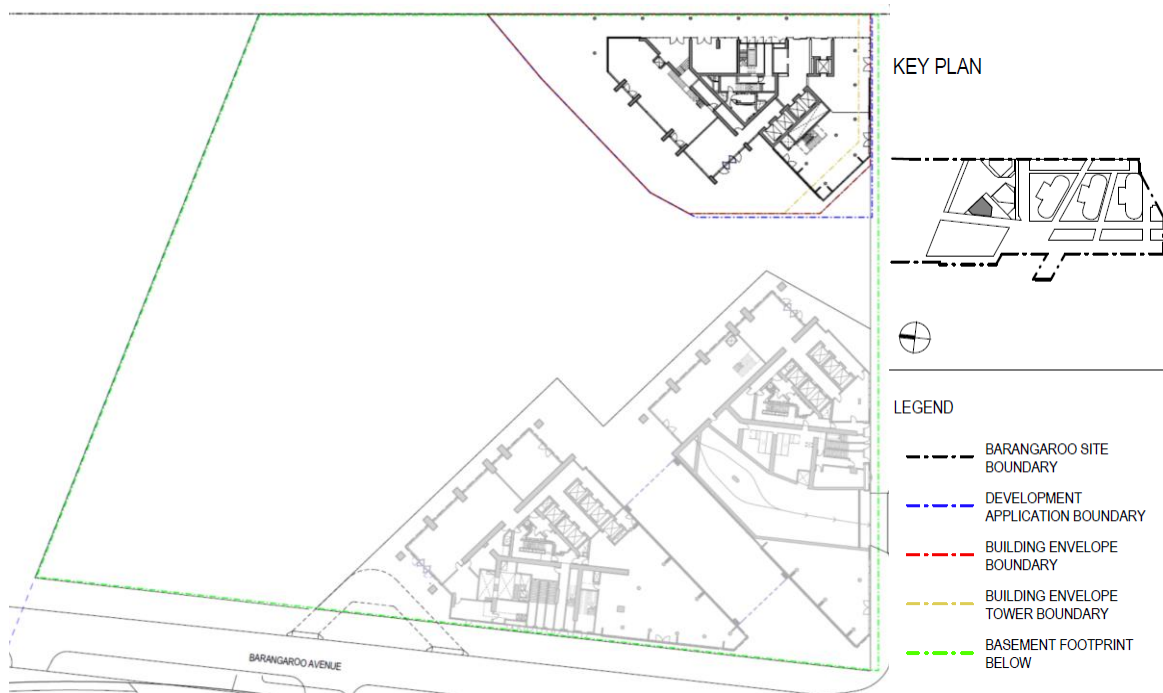 KEY PLAN
LEGEND
BARANGAROO SITE
BOUNDARY
DEVELOPMENT
APPLICATION BOUNDARY
BUILDING ENVELOPE
BOUNDARY
BUILDING ENVELOPE
TOWER BOUNDARY
BASEMENT FOOTPRINT
BELOW
BARANGAROO AVENUE